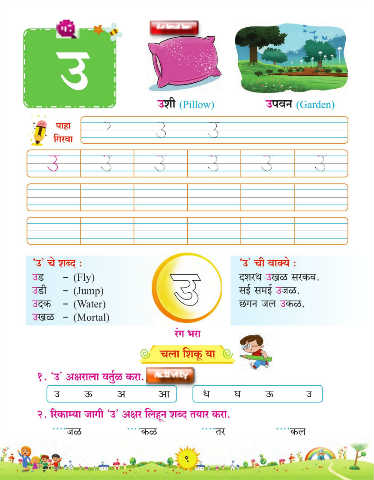 उ
उशी (Pillow)
उपवन (Garden)
पाहा
गिरवा
उ उ उ उ उ उ
'उ' चे शब्द :
उड – (Fly)
उडी – (Jump)
उदक – (Water)
उखळ – (Mortal)
उ
'उ' ची वाक्ये :
दशरथ उखळ सरकव.
सई समई उजळ.
छगन जल उकळ.
रंग भरा
चला शिकू या
१. 'उ' अक्षराला वर्तुळ करा.
उ ऊ अ आ
ध घ ऊ उ
२. रिकाम्या जागी 'उ' अक्षर लिहून शब्द तयार करा.
....जळ ....कळ ....तर ....कल
९